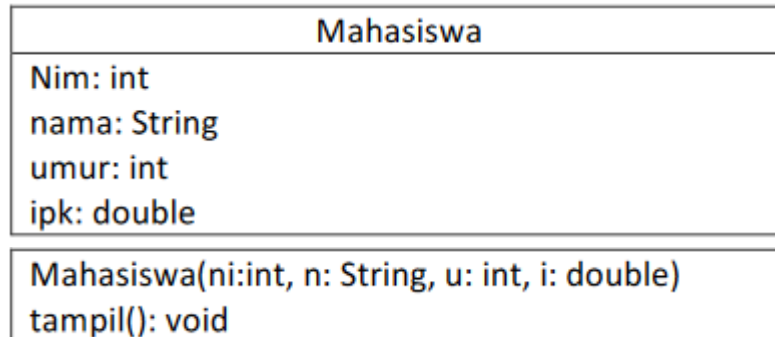 Mahasiswa
Nim: int
nama: String
umur: int
ipk: double
Mahasiswa(ni:int, n: String, u: int, i: double)
tampil(): void